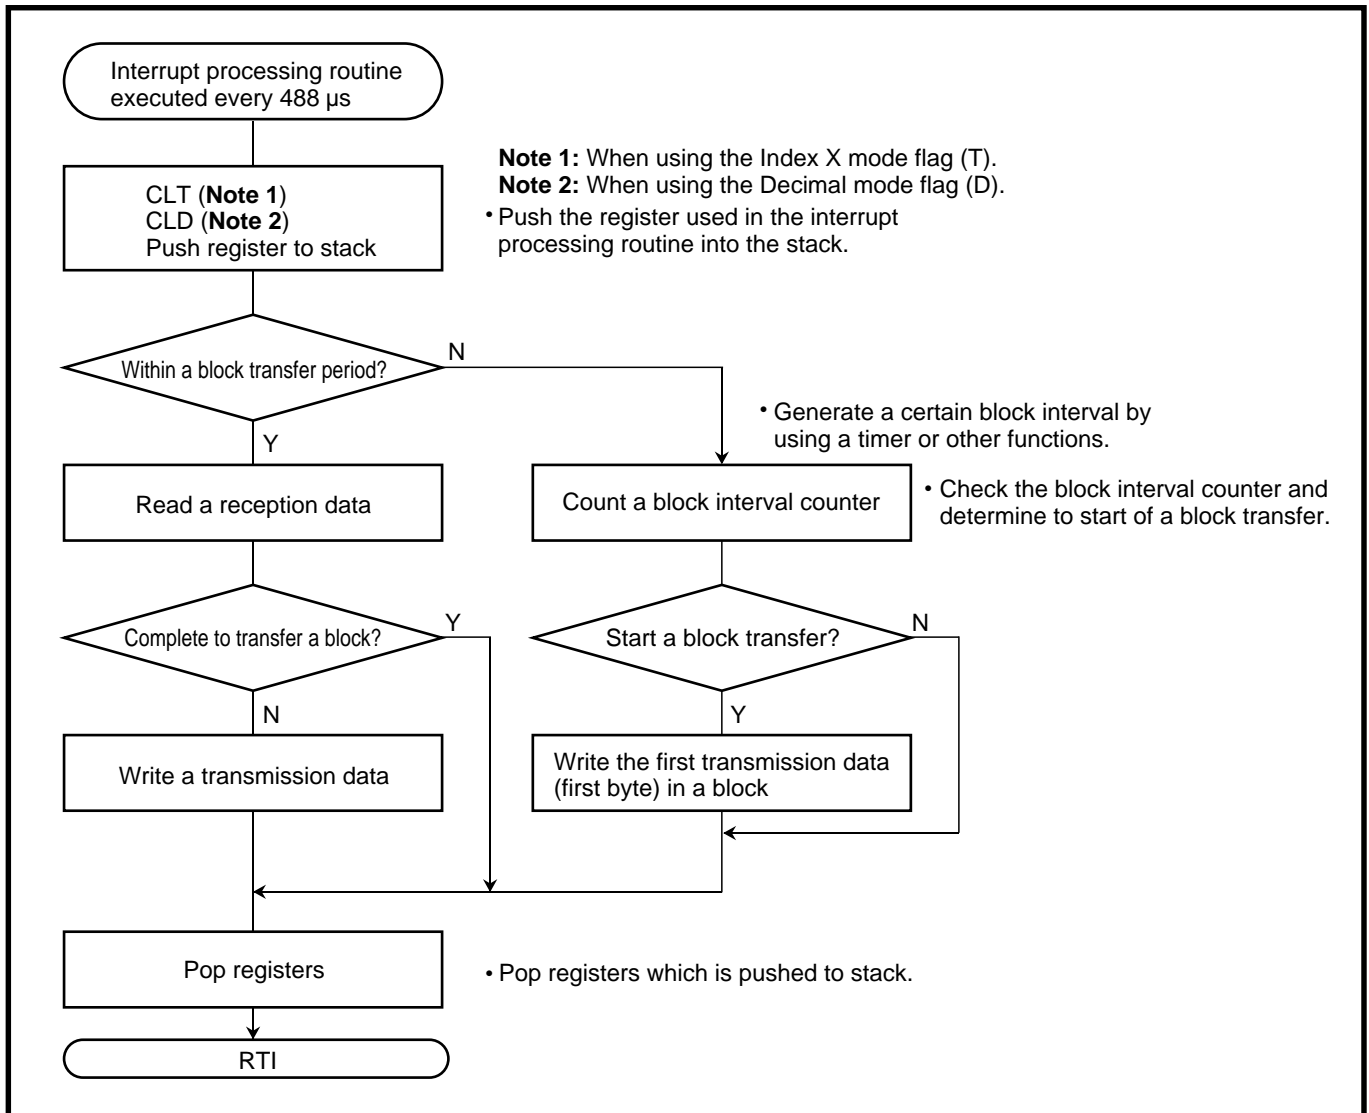 Interrupt processing routine
executed every 488 µs
CLT (Note 1)
CLD (Note 2)
Push register to stack
Note 1: When using the Index X mode flag (T).
Note 2: When using the Decimal mode flag (D).
• Push the register used in the interrupt
processing routine into the stack.
Within a block transfer period?
N
Y
• Generate a certain block interval by
using a timer or other functions.
Read a reception data
Count a block interval counter
• Check the block interval counter and
determine to start of a block transfer.
Complete to transfer a block?
Y
N
Start a block transfer?
N
Y
Write a transmission data
Write the first transmission data
(first byte) in a block
Pop registers
• Pop registers which is pushed to stack.
RTI